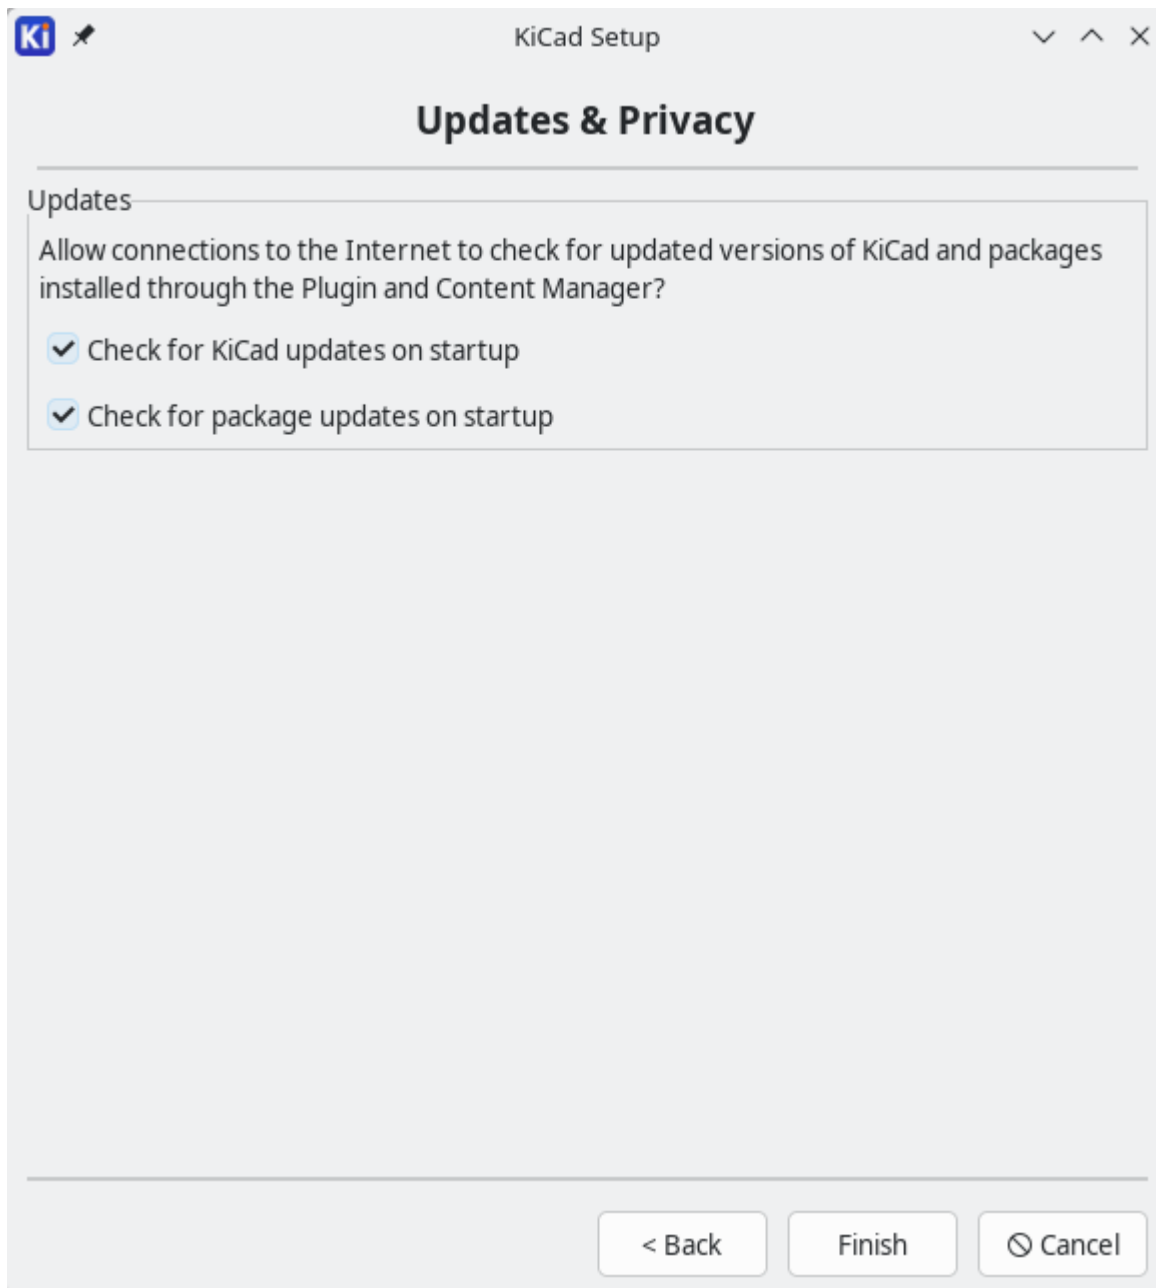 Ki
KiCad Setup
Updates & Privacy
Updates
Allow connections to the Internet to check for updated versions of KiCad and packages
installed through the Plugin and Content Manager?
Check for KiCad updates on startup
Check for package updates on startup
< Back
Finish
Cancel